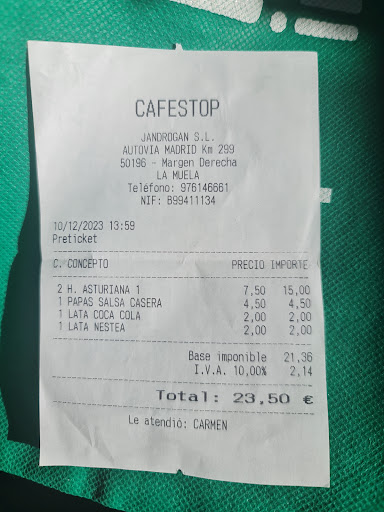 CAFESTOP
JANDROGAN S.L.
AUTOVIA MADRID Km 299
50196 - Margen Derecha
LA MUELA
Teléfono: 976146661
NIF: B99411134
10/12/2023 13:59
Preticket
C. CONCEPTO PRECIO IMPORTE
2 H. ASTURIANA 1 7,50 15,00
1 PAPAS SALSA CASERA 4,50 4,50
1 LATA COCA COLA 2,00 2,00
1 LATA NESTEA 2,00 2,00
Base imponible 21,36
I.V.A. 10,00% 2,14
Total: 23,50 €
Le atendió: CARMEN